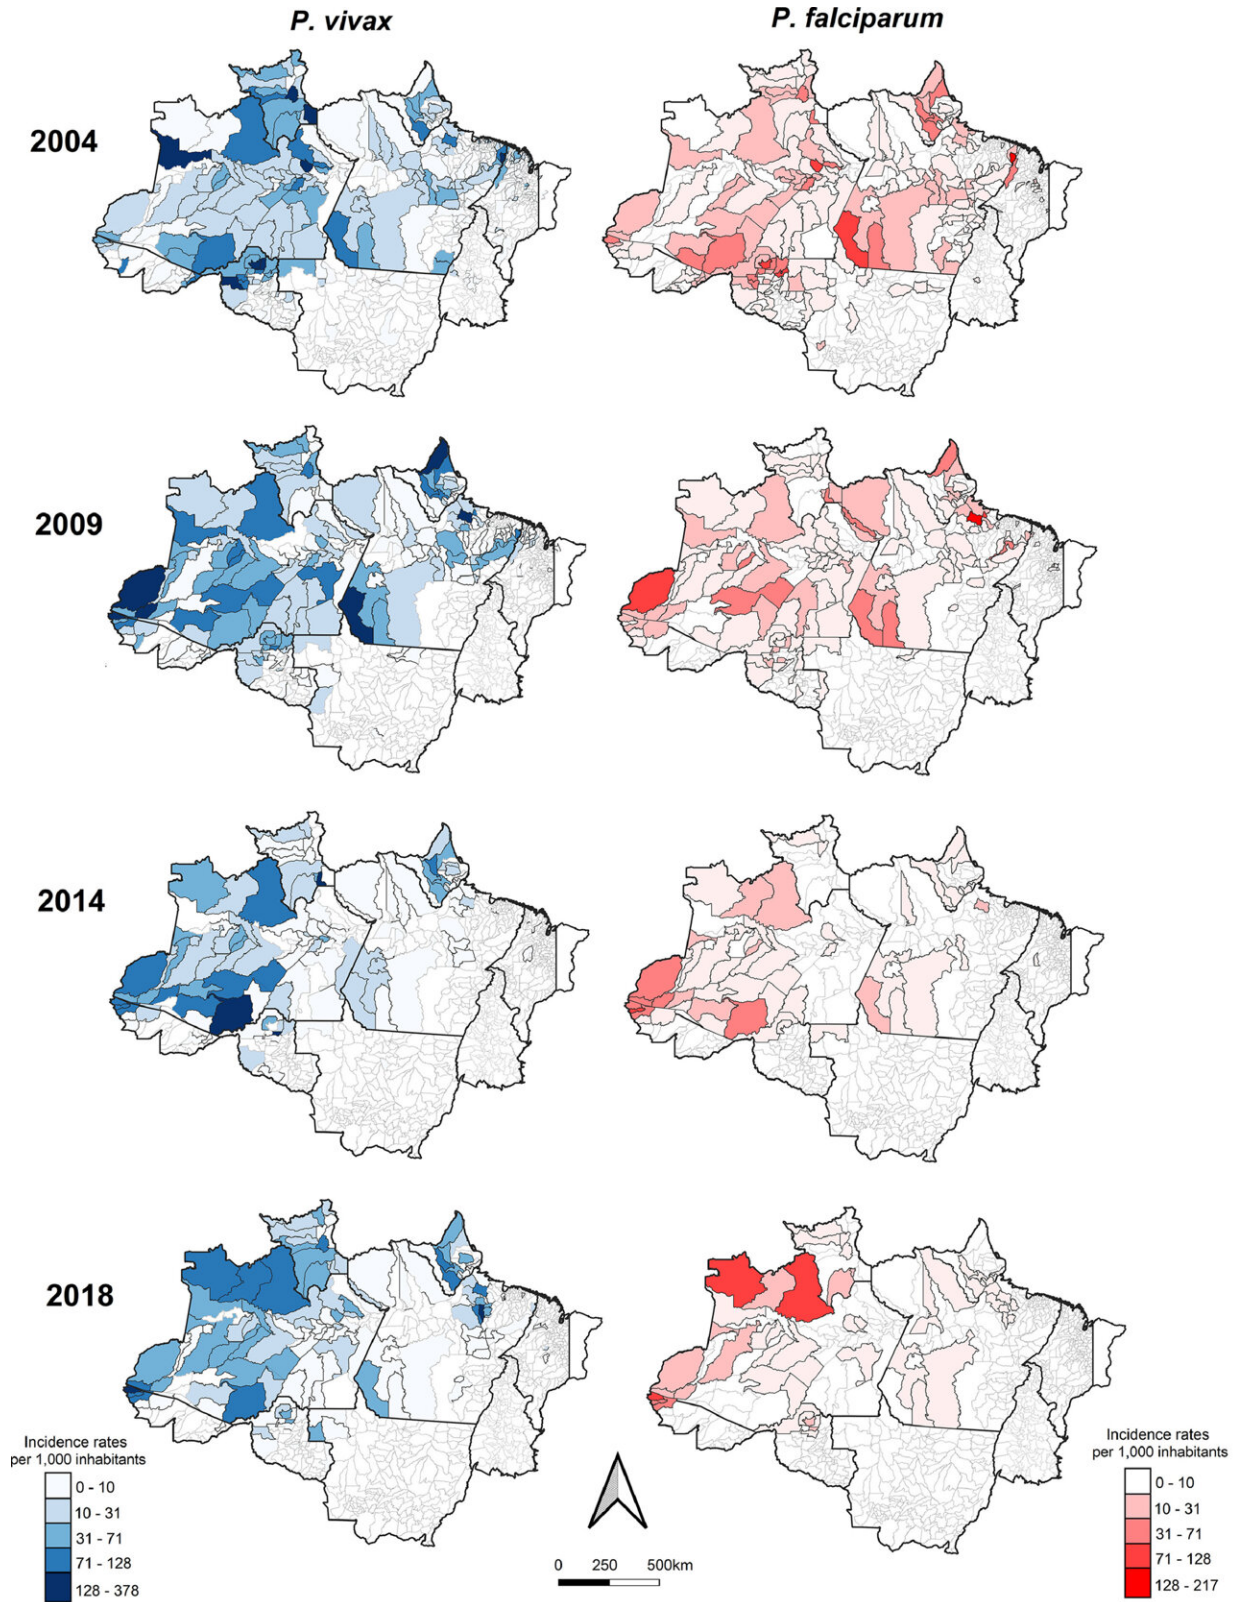 P. vivax
P. falciparum
2004
2009
2014
2018
Incidence rates
per 1,000 inhabitants
0 - 10
10 - 31
31 - 71
71 - 128
128 - 378
0 250 500km
Incidence rates
per 1,000 inhabitants
0 - 10
10 - 31
31 - 71
71 - 128
128 - 217